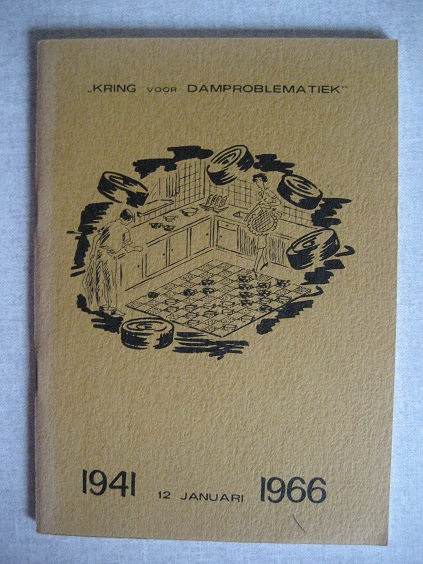 „KRING VOOR DAMPROBLEMATIEK”
1941 12 JANUARI 1966